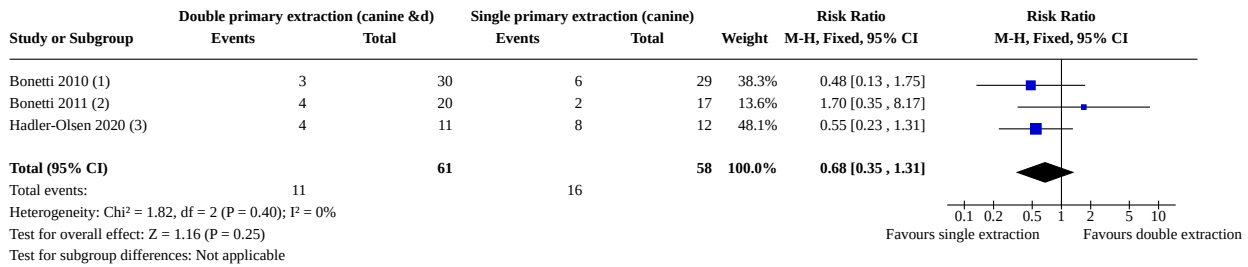 Double primary extraction (canine &d) Single primary extraction (canine) Risk Ratio Risk Ratio
Study or Subgroup Events Total Events Total Weight M-H, Fixed, 95% CI M-H, Fixed, 95% CI
Bonetti 2010 (1) 3 30 6 29 38.3% 0.48 [0.13 , 1.75]
Bonetti 2011 (2) 4 20 2 17 13.6% 1.70 [0.35 , 8.17]
Hadler-Olsen 2020 (3) 4 11 8 12 48.1% 0.55 [0.23 , 1.31]
Total (95% CI) 61 58 100.0% 0.68 [0.35 , 1.31]
Total events: 11 16
Heterogeneity: Chi² = 1.82, df = 2 (P = 0.40); I² = 0%
0.1 0.2 0.5 1 2 5 10
Test for overall effect: Z = 1.16 (P = 0.25)
Favours single extraction Favours double extraction
Test for subgroup differences: Not applicable